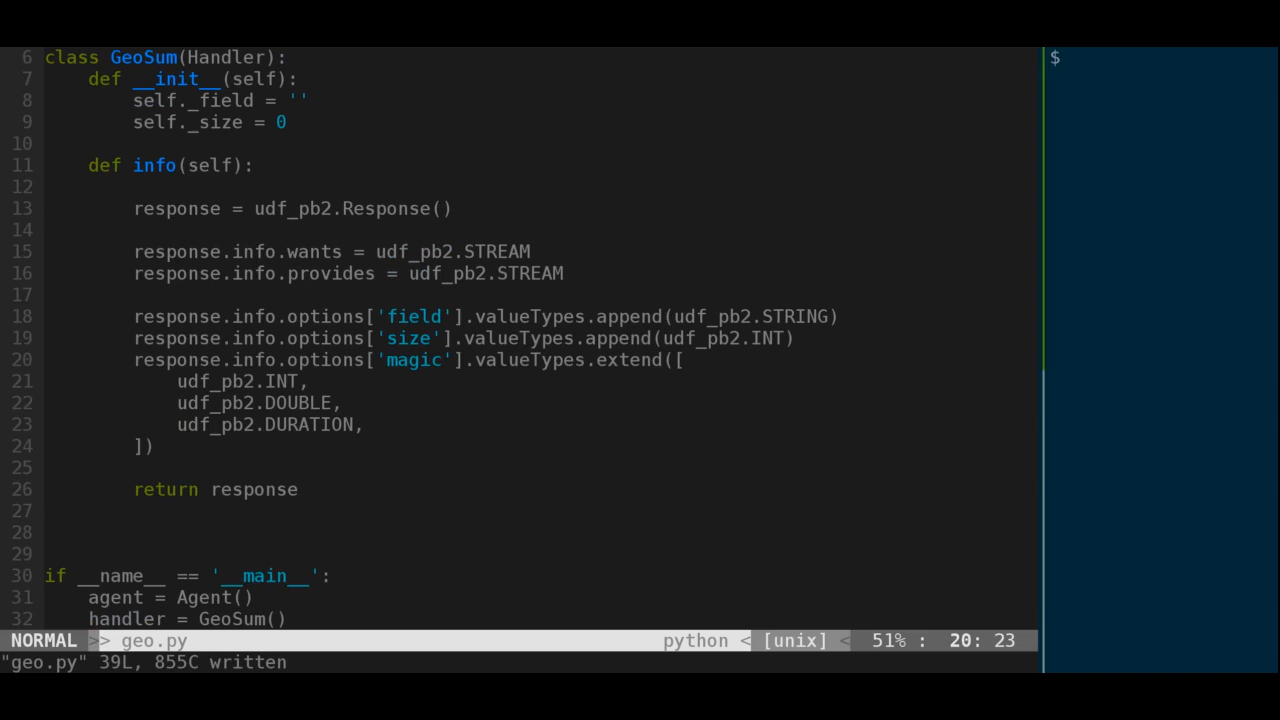 6 class GeoSum(Handler):
7     def __init__(self):
8         self._field = ''
9         self._size = 0
10
11     def info(self):
12
13         response = udf_pb2.Response()
14
15         response.info.wants = udf_pb2.STREAM
16         response.info.provides = udf_pb2.STREAM
17
18         response.info.options['field'].valueTypes.append(udf_pb2.STRING)
19         response.info.options['size'].valueTypes.append(udf_pb2.INT)
20         response.info.options['magic'].valueTypes.extend([
21             udf_pb2.INT,
22             udf_pb2.DOUBLE,
23             udf_pb2.DURATION,
24         ])
25
26         return response
27
28
29
30 if __name__ == '__main__':
31     agent = Agent()
32     handler = GeoSum()
NORMAL >> geo.py python < [unix] < 51% : 20: 23
"geo.py" 39L, 855C written
$